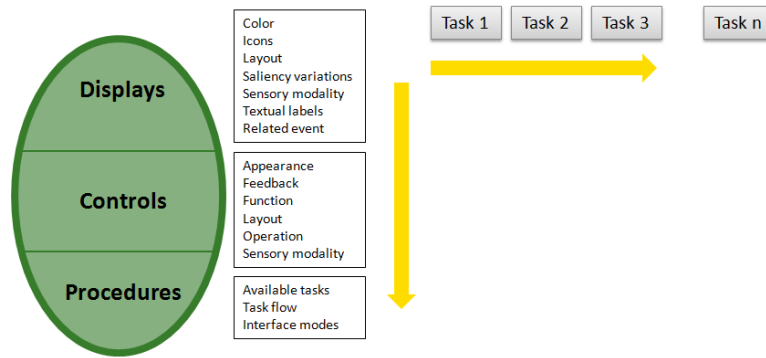 Displays
Color
Icons
Layout
Saliency variations
Sensory modality
Textual labels
Related event
Controls
Appearance
Feedback
Function
Layout
Operation
Sensory modality
Procedures
Available tasks
Task flow
Interface modes
Task 1
Task 2
Task 3
Task n